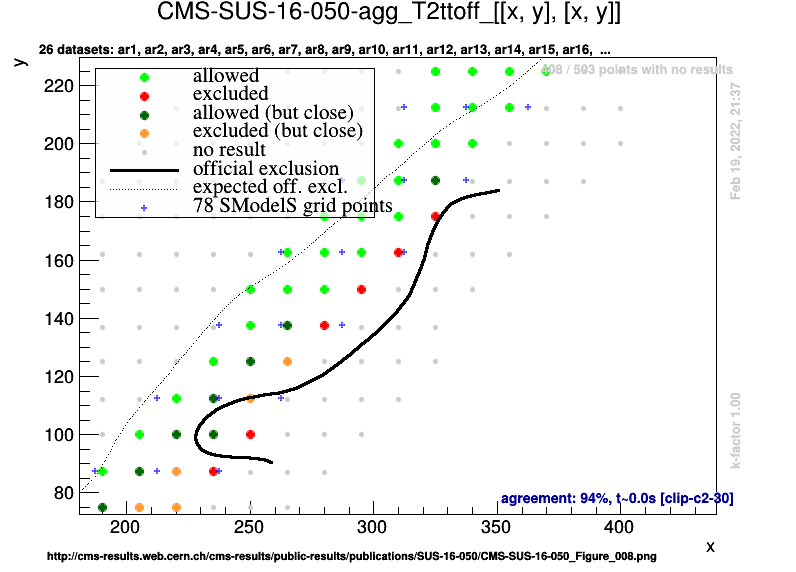 CMS-SUS-16-050-agg_T2ttoff_[[x, y], [x, y]]
26 datasets: ar1, ar2, ar3, ar4, ar5, ar6, ar7, ar8, ar9, ar10, ar11, ar12, ar13, ar14, ar15, ar16, ...
y
408 / 503 points with no results
allowed
excluded
allowed (but close)
excluded (but close)
no result
official exclusion
expected off. excl.
78 SModelS grid points
220
200
180
160
140
120
100
80
Feb 19, 2022, 21:37
k-factor 1.00
agreement: 94%, t~0.0s [clip-c2-30]
200 250 300 350 400
x
http://cms-results.web.cern.ch/cms-results/public-results/publications/SUS-16-050/CMS-SUS-16-050_Figure_008.png